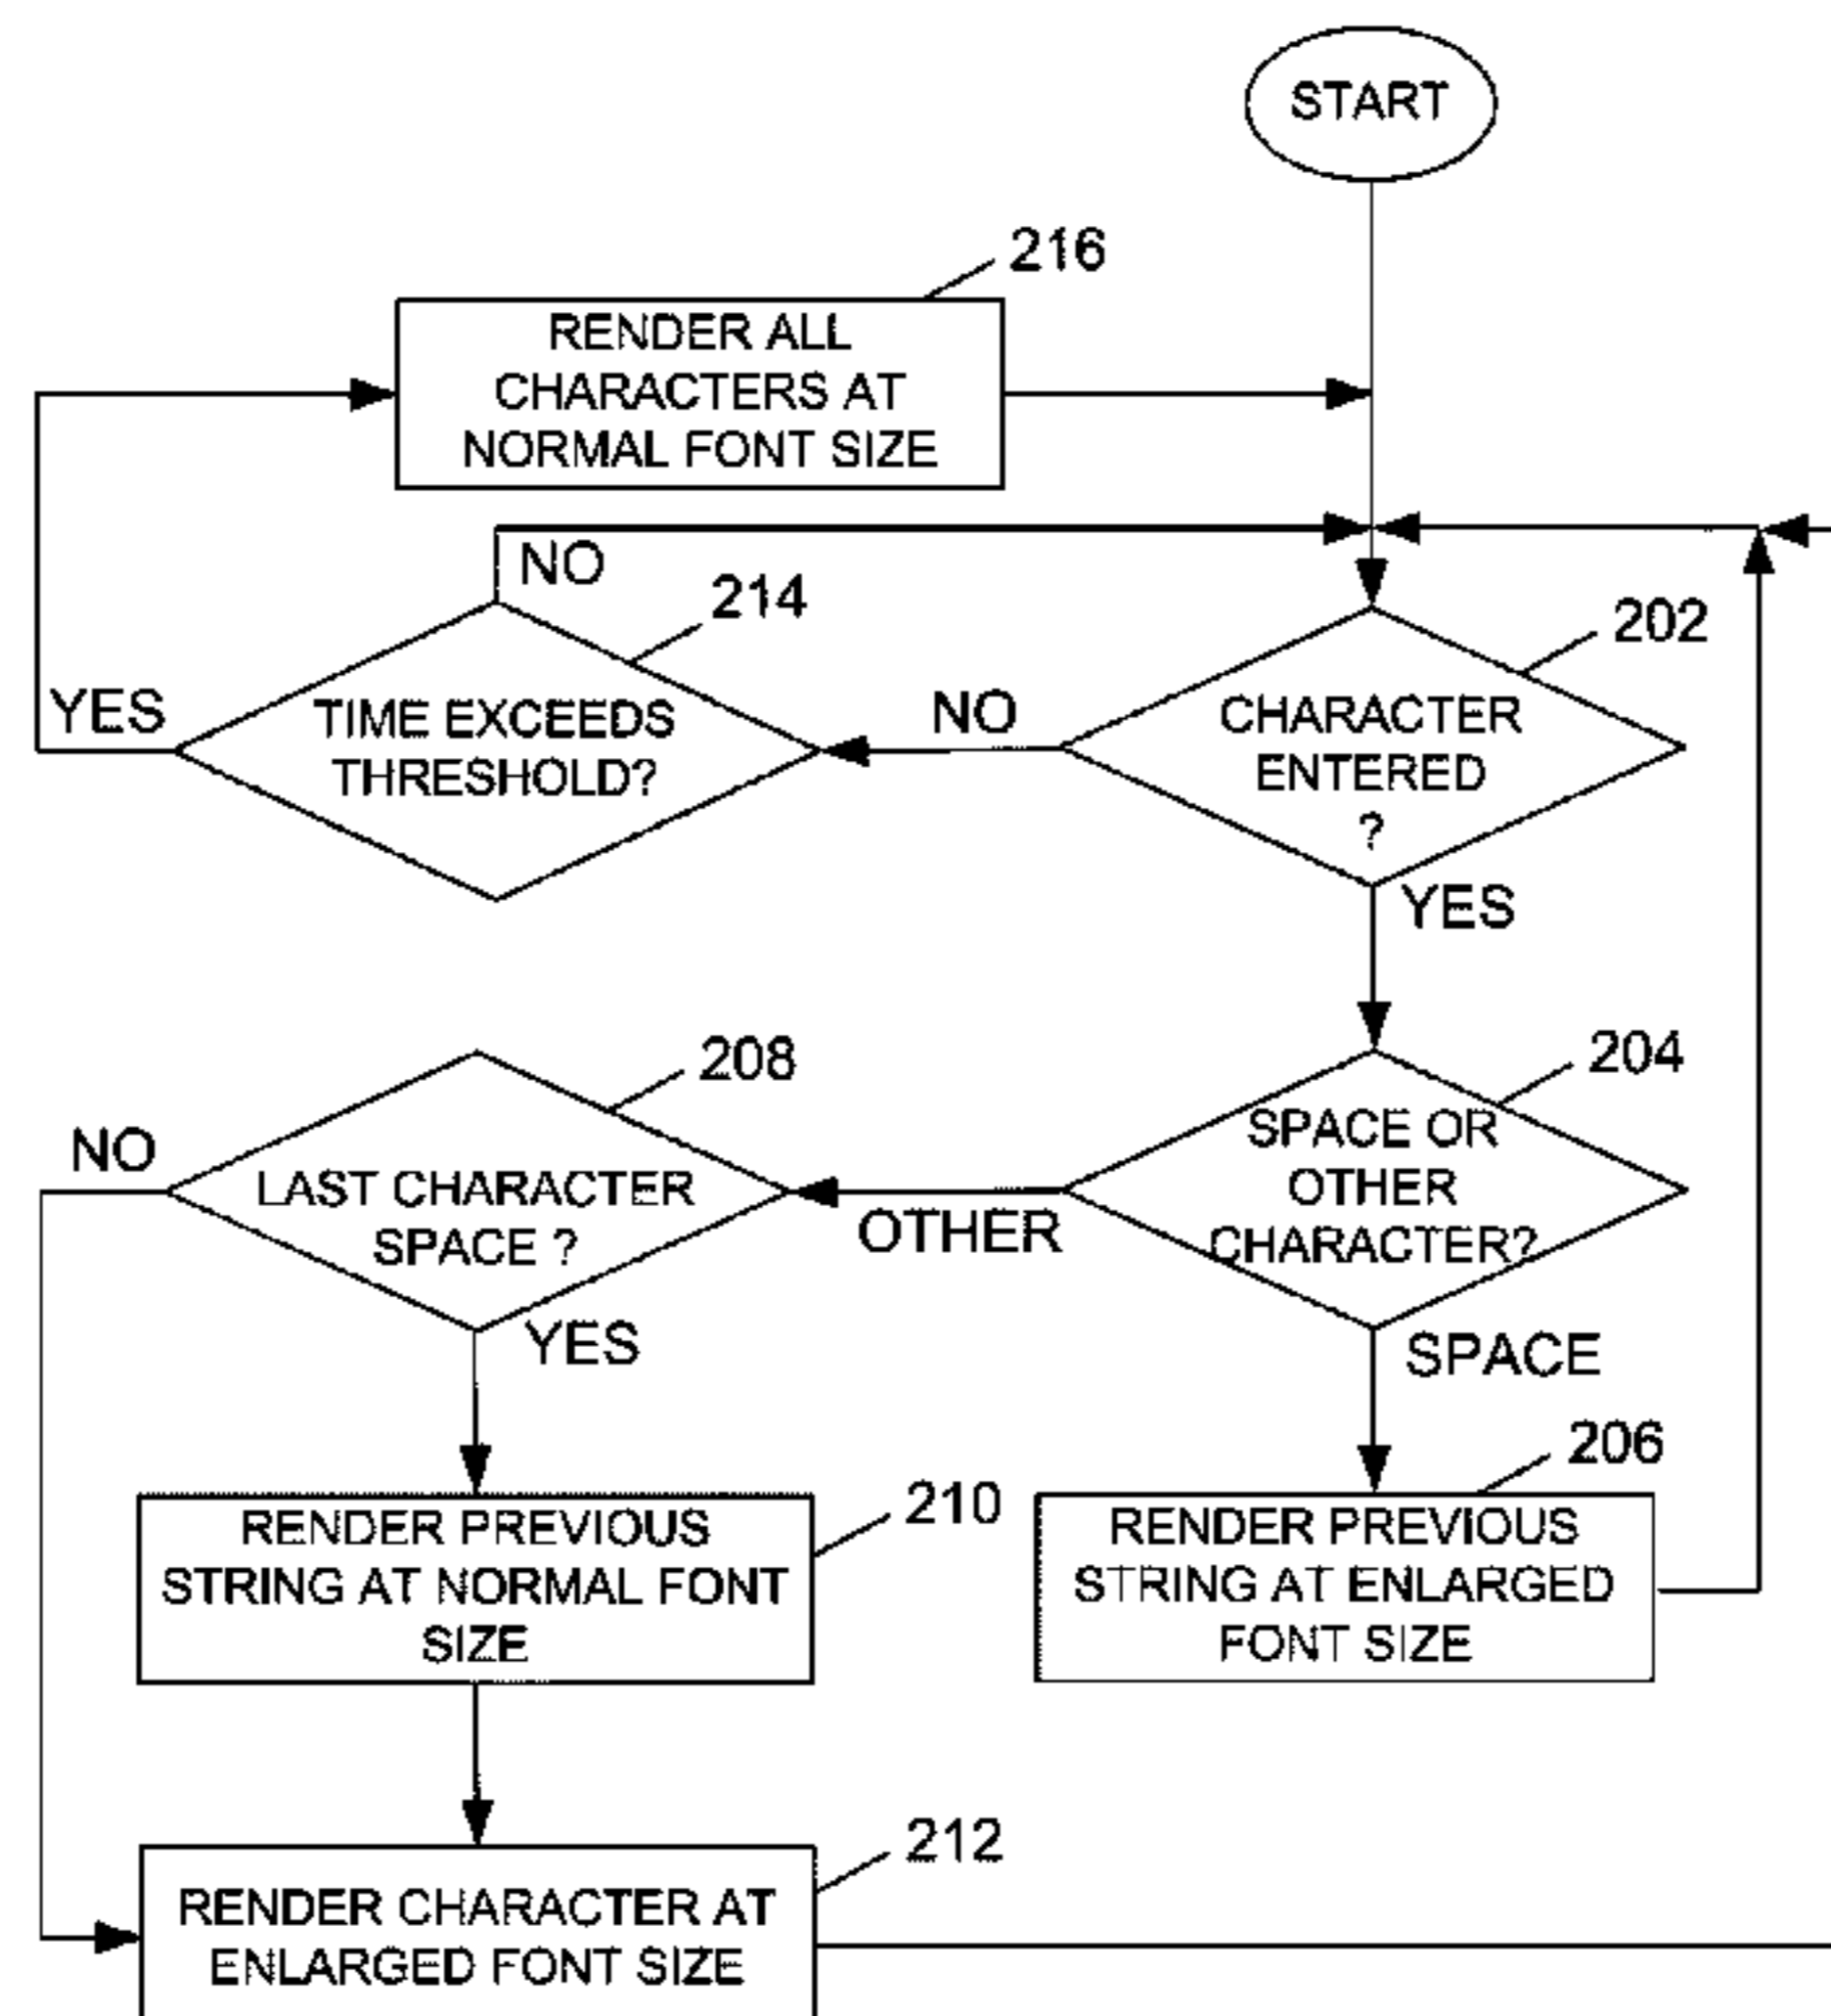 START
216
RENDER ALL
CHARACTERS AT
NORMAL FONT SIZE
NO
214
202
YES
TIME EXCEEDS
THRESHOLD?
NO
CHARACTER
ENTERED
?
YES
208
204
NO
LAST CHARACTER
SPACE ?
OTHER
SPACE OR
OTHER
CHARACTER?
YES
SPACE
210
206
RENDER PREVIOUS
STRING AT NORMAL FONT
SIZE
RENDER PREVIOUS
STRING AT ENLARGED
FONT SIZE
212
RENDER CHARACTER AT
ENLARGED FONT SIZE